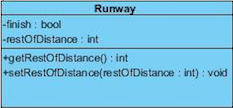 Runway
-finish : bool
-restOfDistance : int
+getRestOfDistance() : int
+setRestOfDistance(restOfDistance : int) : void